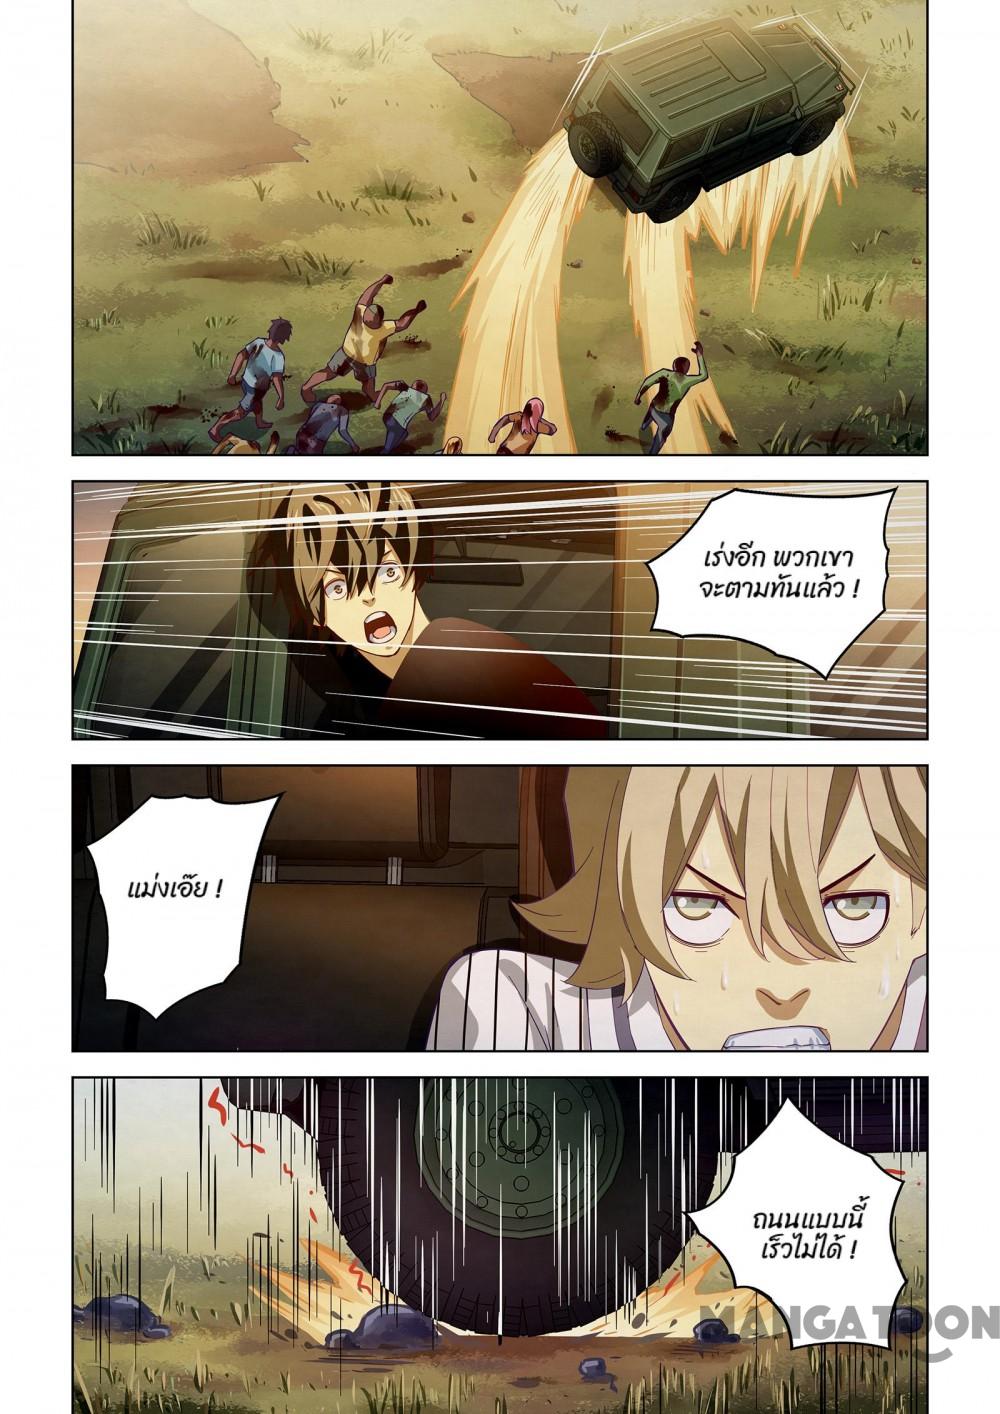 เร่งอีก พวกเขา
จะตามทันแล้ว !
แม่งเอ๊ย !
ถนนแบบนี้
เร็วไม่ได้ !
MANGATOON